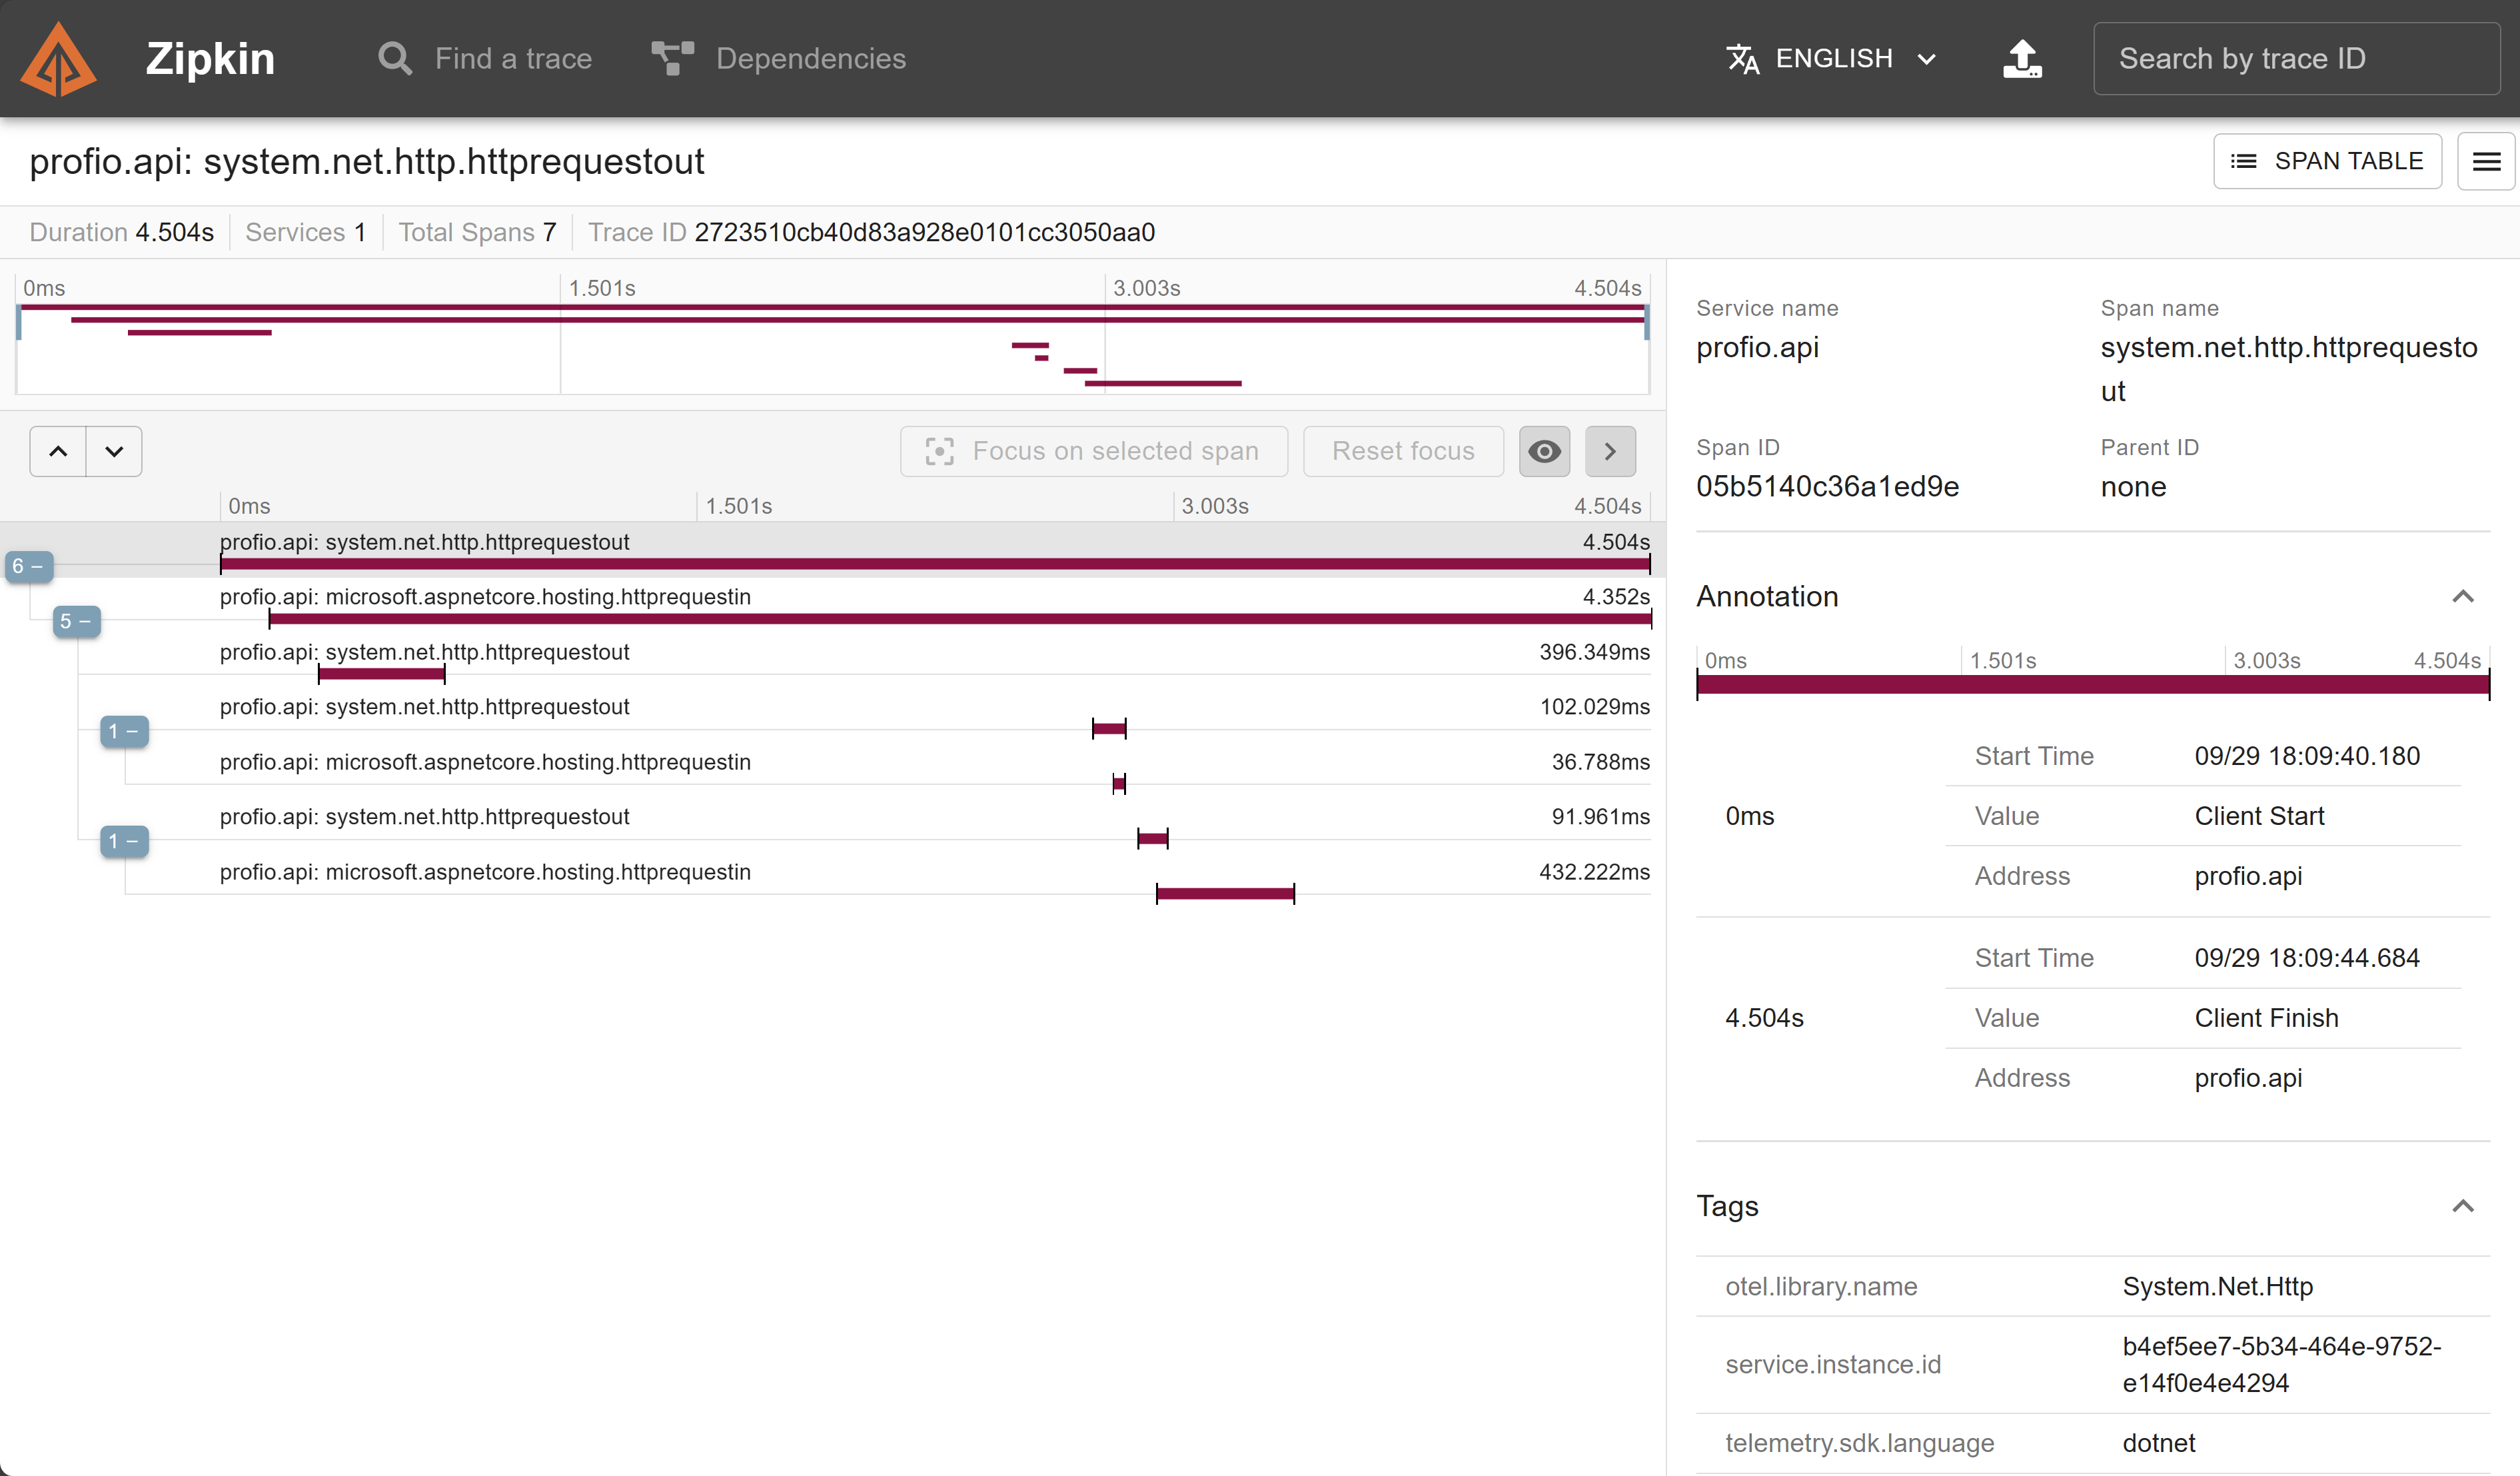 Zipkin
Find a trace
Dependencies
ENGLISH
Search by trace ID
profio.api: system.net.http.httprequestout
SPAN TABLE
Duration 4.504s
Services 1
Total Spans 7
Trace ID 2723510cb40d83a928e0101cc3050aa0
0ms 1.501s 3.003s 4.504s
Focus on selected span
Reset focus
0ms 1.501s 3.003s 4.504s
profio.api: system.net.http.httprequestout 4.504s
6 –
profio.api: microsoft.aspnetcore.hosting.httprequestin 4.352s
5 –
profio.api: system.net.http.httprequestout 396.349ms
profio.api: system.net.http.httprequestout 102.029ms
1 –
profio.api: microsoft.aspnetcore.hosting.httprequestin 36.788ms
profio.api: system.net.http.httprequestout 91.961ms
1 –
profio.api: microsoft.aspnetcore.hosting.httprequestin 432.222ms
Service name
profio.api
Span name
system.net.http.httprequesto
ut
Span ID
05b5140c36a1ed9e
Parent ID
none
Annotation
0ms 1.501s 3.003s 4.504s
0ms
Start Time 09/29 18:09:40.180
Value Client Start
Address profio.api
4.504s
Start Time 09/29 18:09:44.684
Value Client Finish
Address profio.api
Tags
otel.library.name System.Net.Http
service.instance.id b4ef5ee7-5b34-464e-9752-
e14f0e4e4294
telemetry.sdk.language dotnet